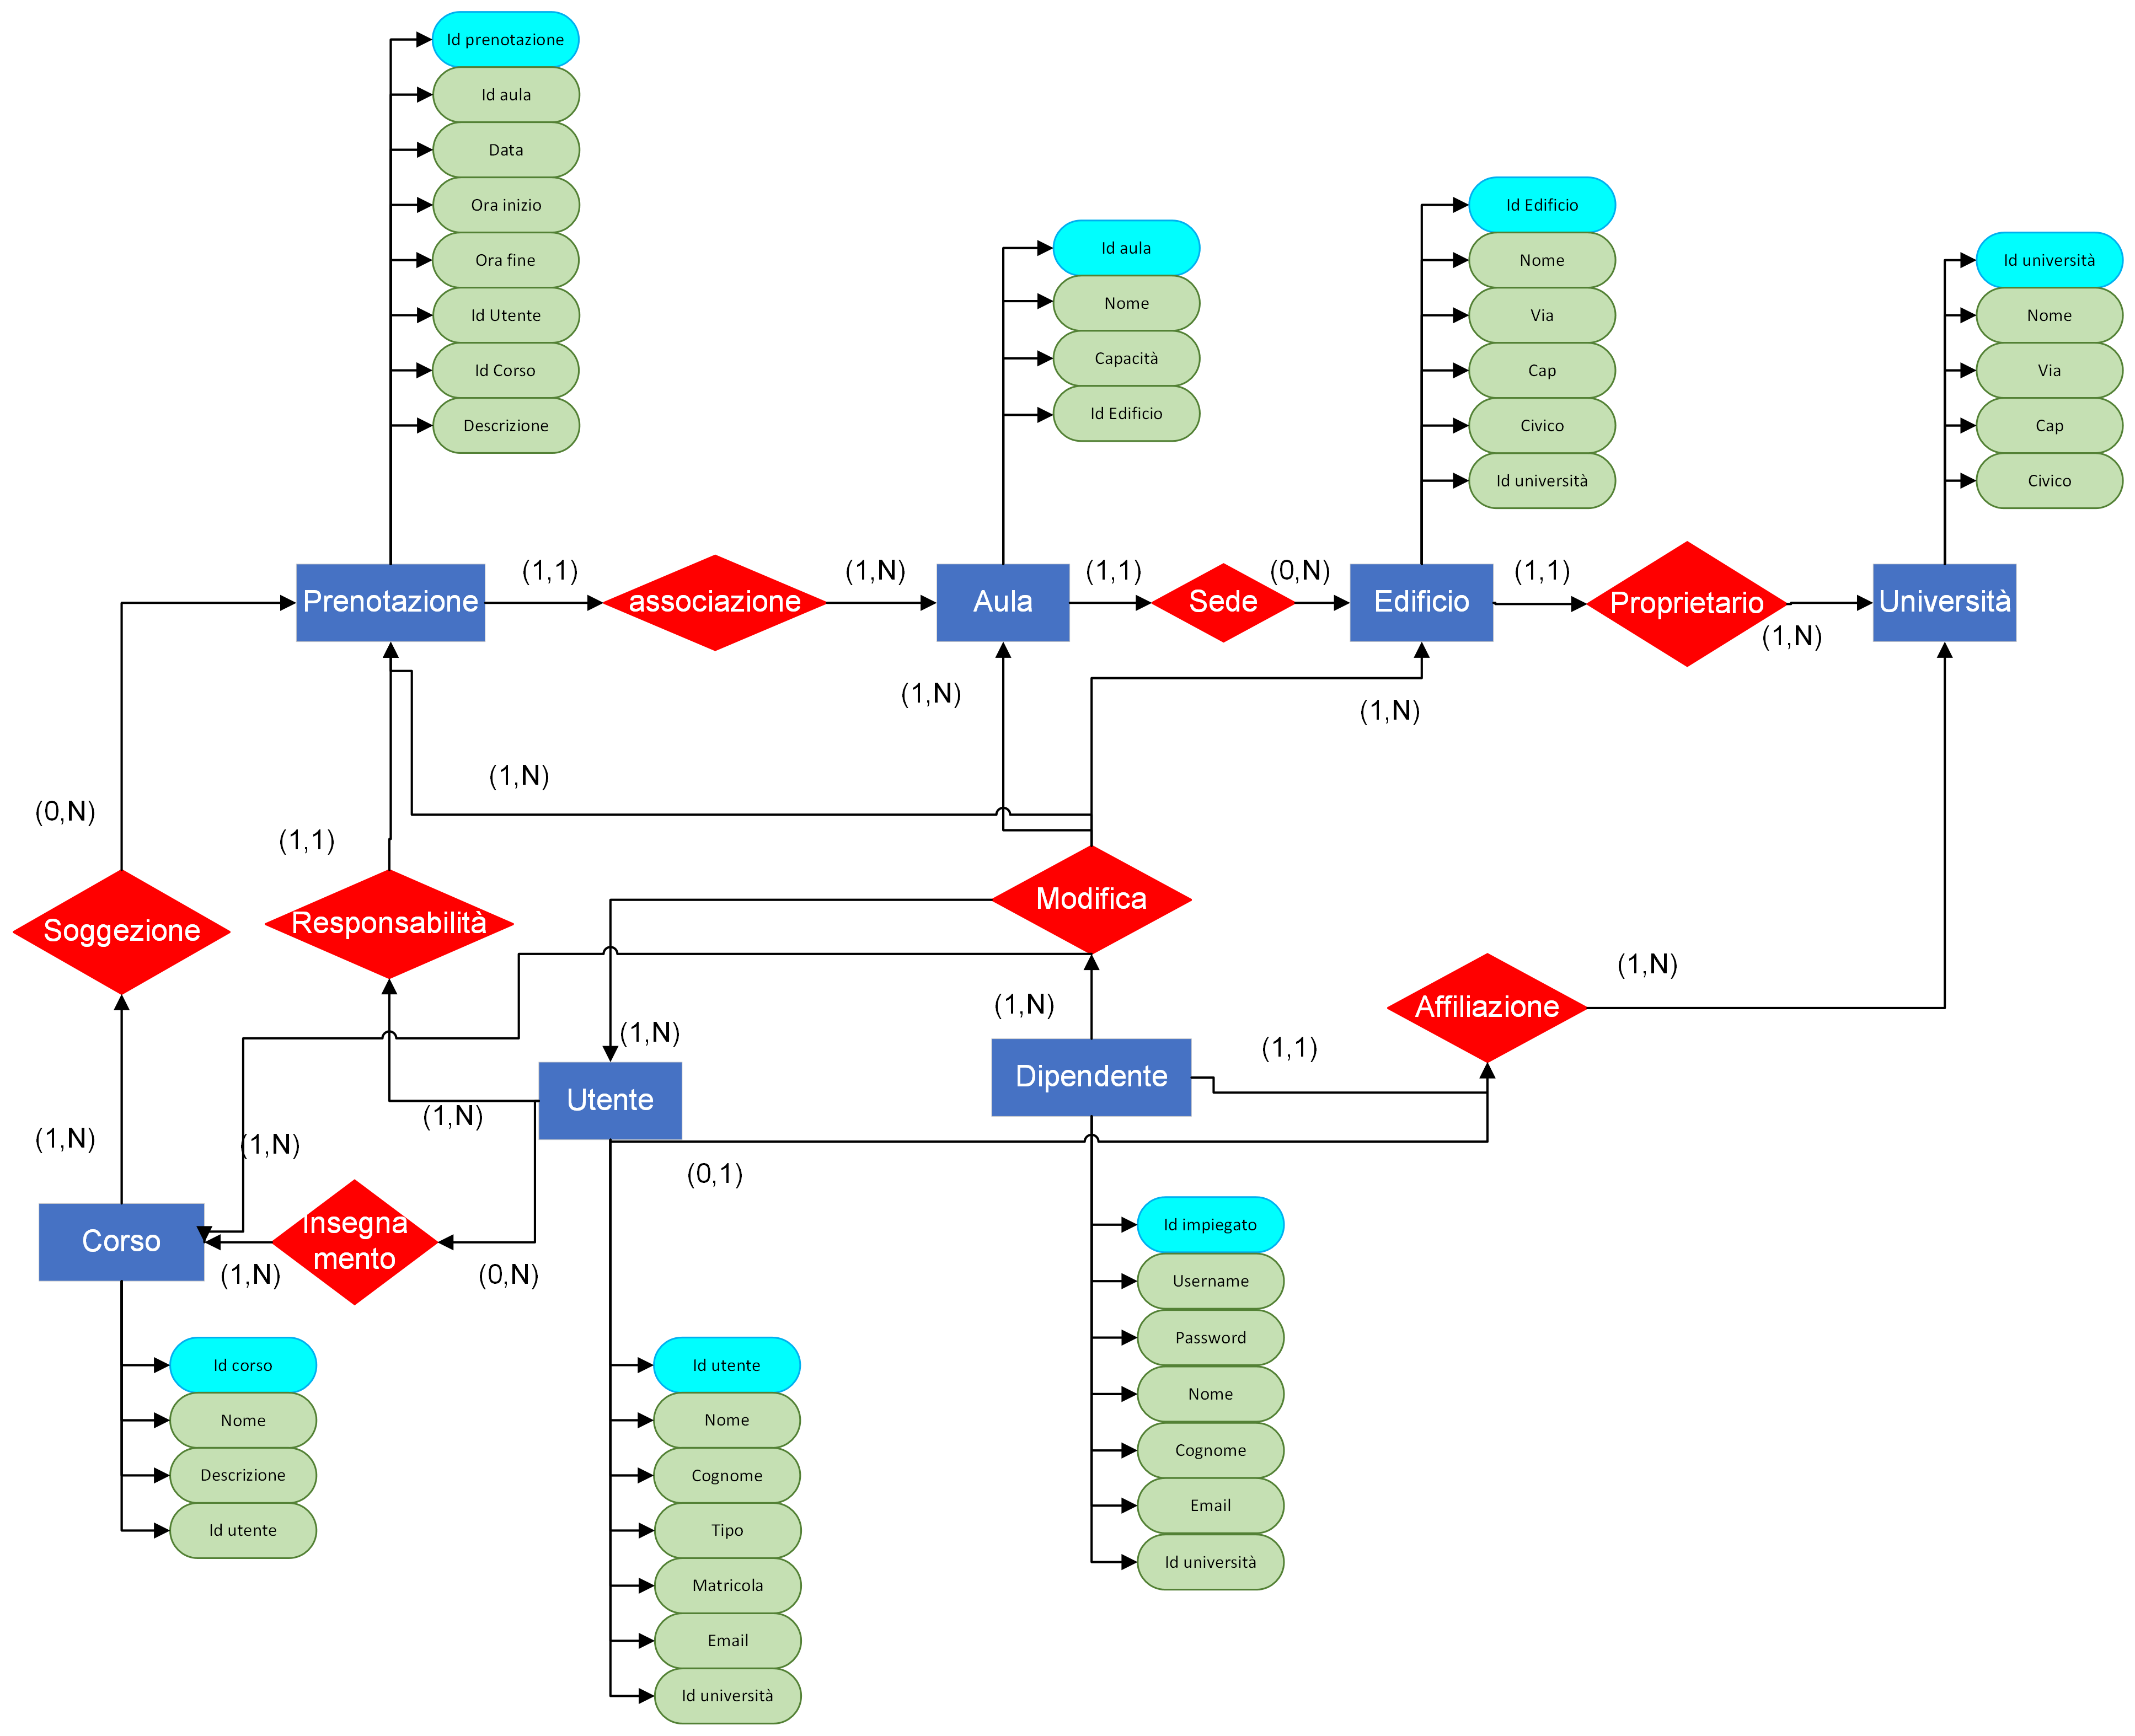 Id prenotazione
Id aula
Data
Ora inizio
Ora fine
Id Utente
Id Corso
Descrizione
Id aula
Nome
Capacità
Id Edificio
Id Edificio
Nome
Via
Cap
Civico
Id università
Id università
Nome
Via
Cap
Civico
Prenotazione
(1,1)
associazione
(1,N)
Aula
(1,1)
Sede
(0,N)
Edificio
(1,1)
Proprietario
(1,N)
Università
(1,N)
(1,N)
(1,N)
(0,N)
(1,1)
Soggezione
Responsabilità
Modifica
Affiliazione
(1,N)
(1,N)
(1,N)
(1,1)
Utente
Dipendente
(1,N)
(1,N)
(1,N)
(0,1)
Corso
Insegna
mento
(1,N)
(0,N)
Id corso
Nome
Descrizione
Id utente
Id utente
Nome
Cognome
Tipo
Matricola
Email
Id università
Id impiegato
Username
Password
Nome
Cognome
Email
Id università